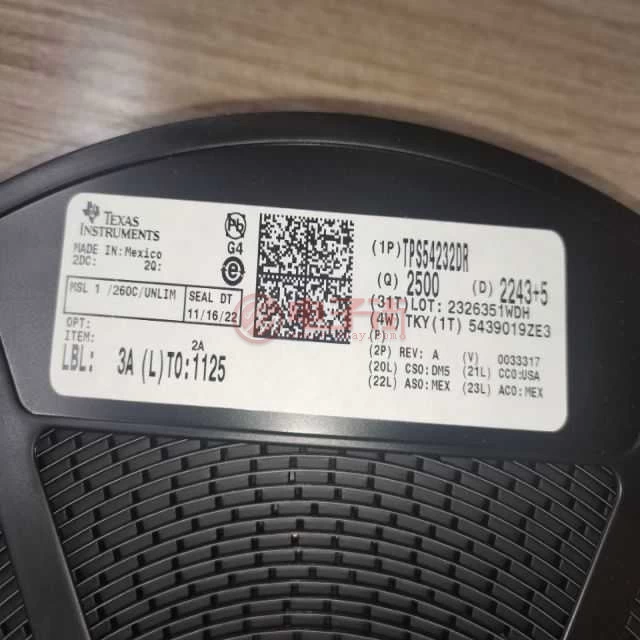 TEXAS
INSTRUMENTS
MADE IN:Mexico
2DC: 2Q:
MSL 1 /260C/UNLIM
SEAL DT
11/16/22
OPT:
ITEM:
2A
LBL: 3A (L)TO:1125
Pb
G4
e
(1P)TPS54232DR
(Q) 2500 (D) 2243+5
(31T)LOT: 2326351WDH
(4W) TKY(1T) 5439019ZE3
(P)
(2P) REV: A (V) 0033317
(20L) CSO:DM5 (21L) CCO:USA
(22L) ASO:MEX (23L) ACO:MEX